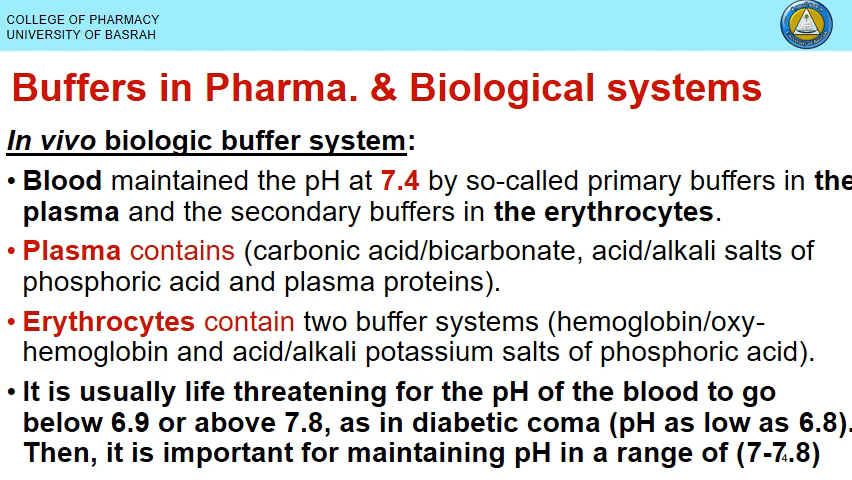 COLLEGE OF PHARMACY
UNIVERSITY OF BASRAH
Buffers in Pharma. & Biological systems
In vivo biologic buffer system:
• Blood maintained the pH at 7.4 by so-called primary buffers in the
plasma and the secondary buffers in the erythrocytes.
• Plasma contains (carbonic acid/bicarbonate, acid/alkali salts of
phosphoric acid and plasma proteins).
• Erythrocytes contain two buffer systems (hemoglobin/oxy-
hemoglobin and acid/alkali potassium salts of phosphoric acid).
• It is usually life threatening for the pH of the blood to go
below 6.9 or above 7.8, as in diabetic coma (pH as low as 6.8).
Then, it is important for maintaining pH in a range of (7-7.8)
4